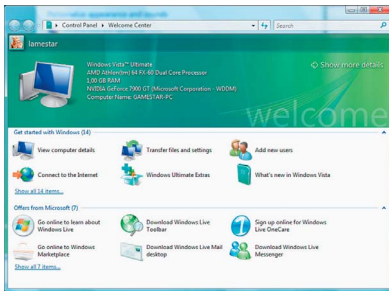 Control Panel ▸ Welcome Center
Search
lamestar
Windows Vista™ Ultimate
AMD Athlon(tm) 64 FX-60 Dual Core Processor
1,00 GB RAM
NVIDIA GeForce 7900 GT (Microsoft Corporation - WDDM)
Computer Name: GAMESTAR-PC
Show more details
welcome
Get started with Windows (14)
View computer details
Transfer files and settings
Add new users
Connect to the Internet
Windows Ultimate Extras
What's new in Windows Vista
Show all 14 items...
Offers from Microsoft (7)
Go online to learn about
Windows Live
Download Windows Live
Toolbar
Sign up online for Windows
Live OneCare
Go online to Windows
Marketplace
Download Windows Live Mail
desktop
Download Windows Live
Messenger
Show all 7 items...